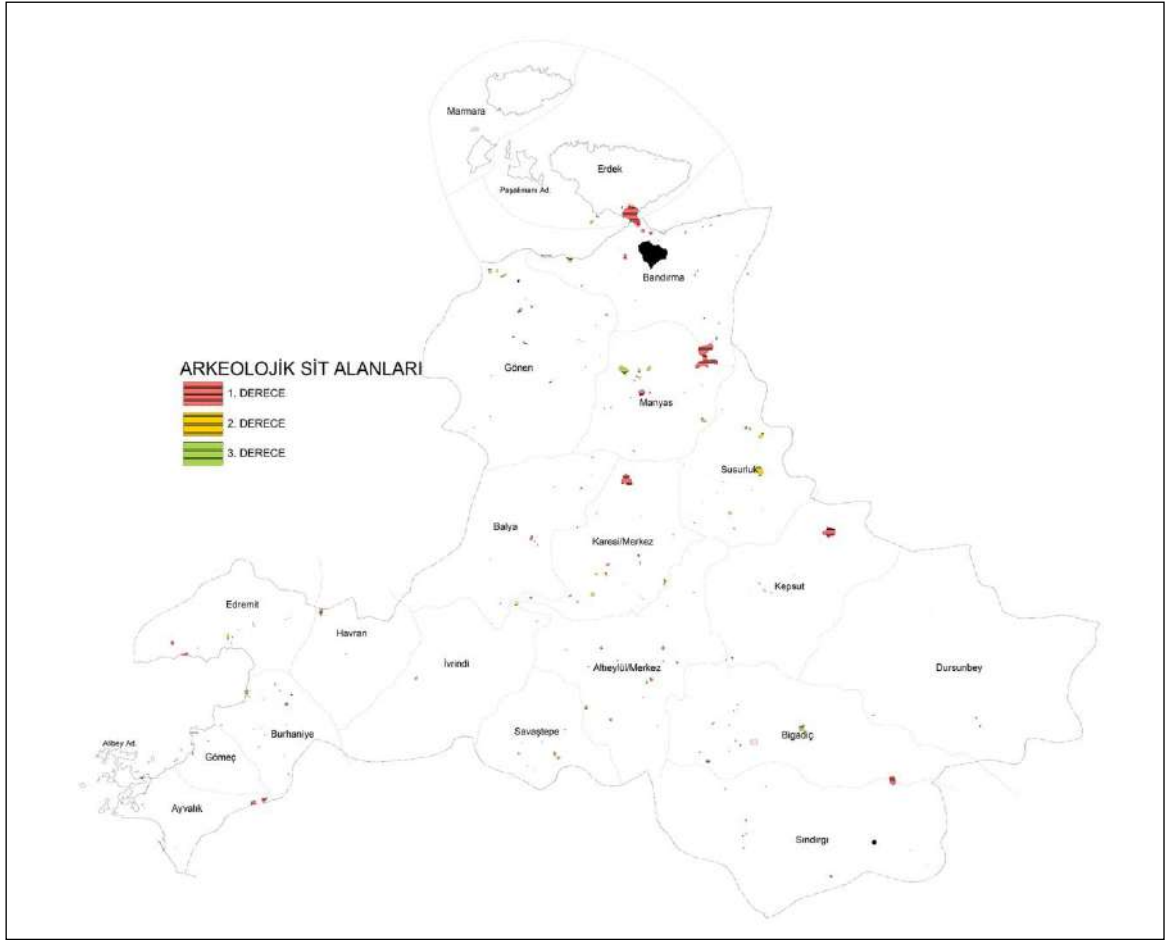 Marmara
Erdek
Paşalimanı Ad.
Bandırma
ARKEOLOJİK SİT ALANLARI
1. DERECE
2. DERECE
3. DERECE
Gönen
Manyas
Susurluk
Balya
Karesi/Merkez
Kepsut
Edremit
Havran
İvrindi
Altıeylül/Merkez
Dursunbey
Savaştepe
Bigadiç
Burhaniye
Alibey Ad.
Gömeç
Ayvalık
Sındırgı